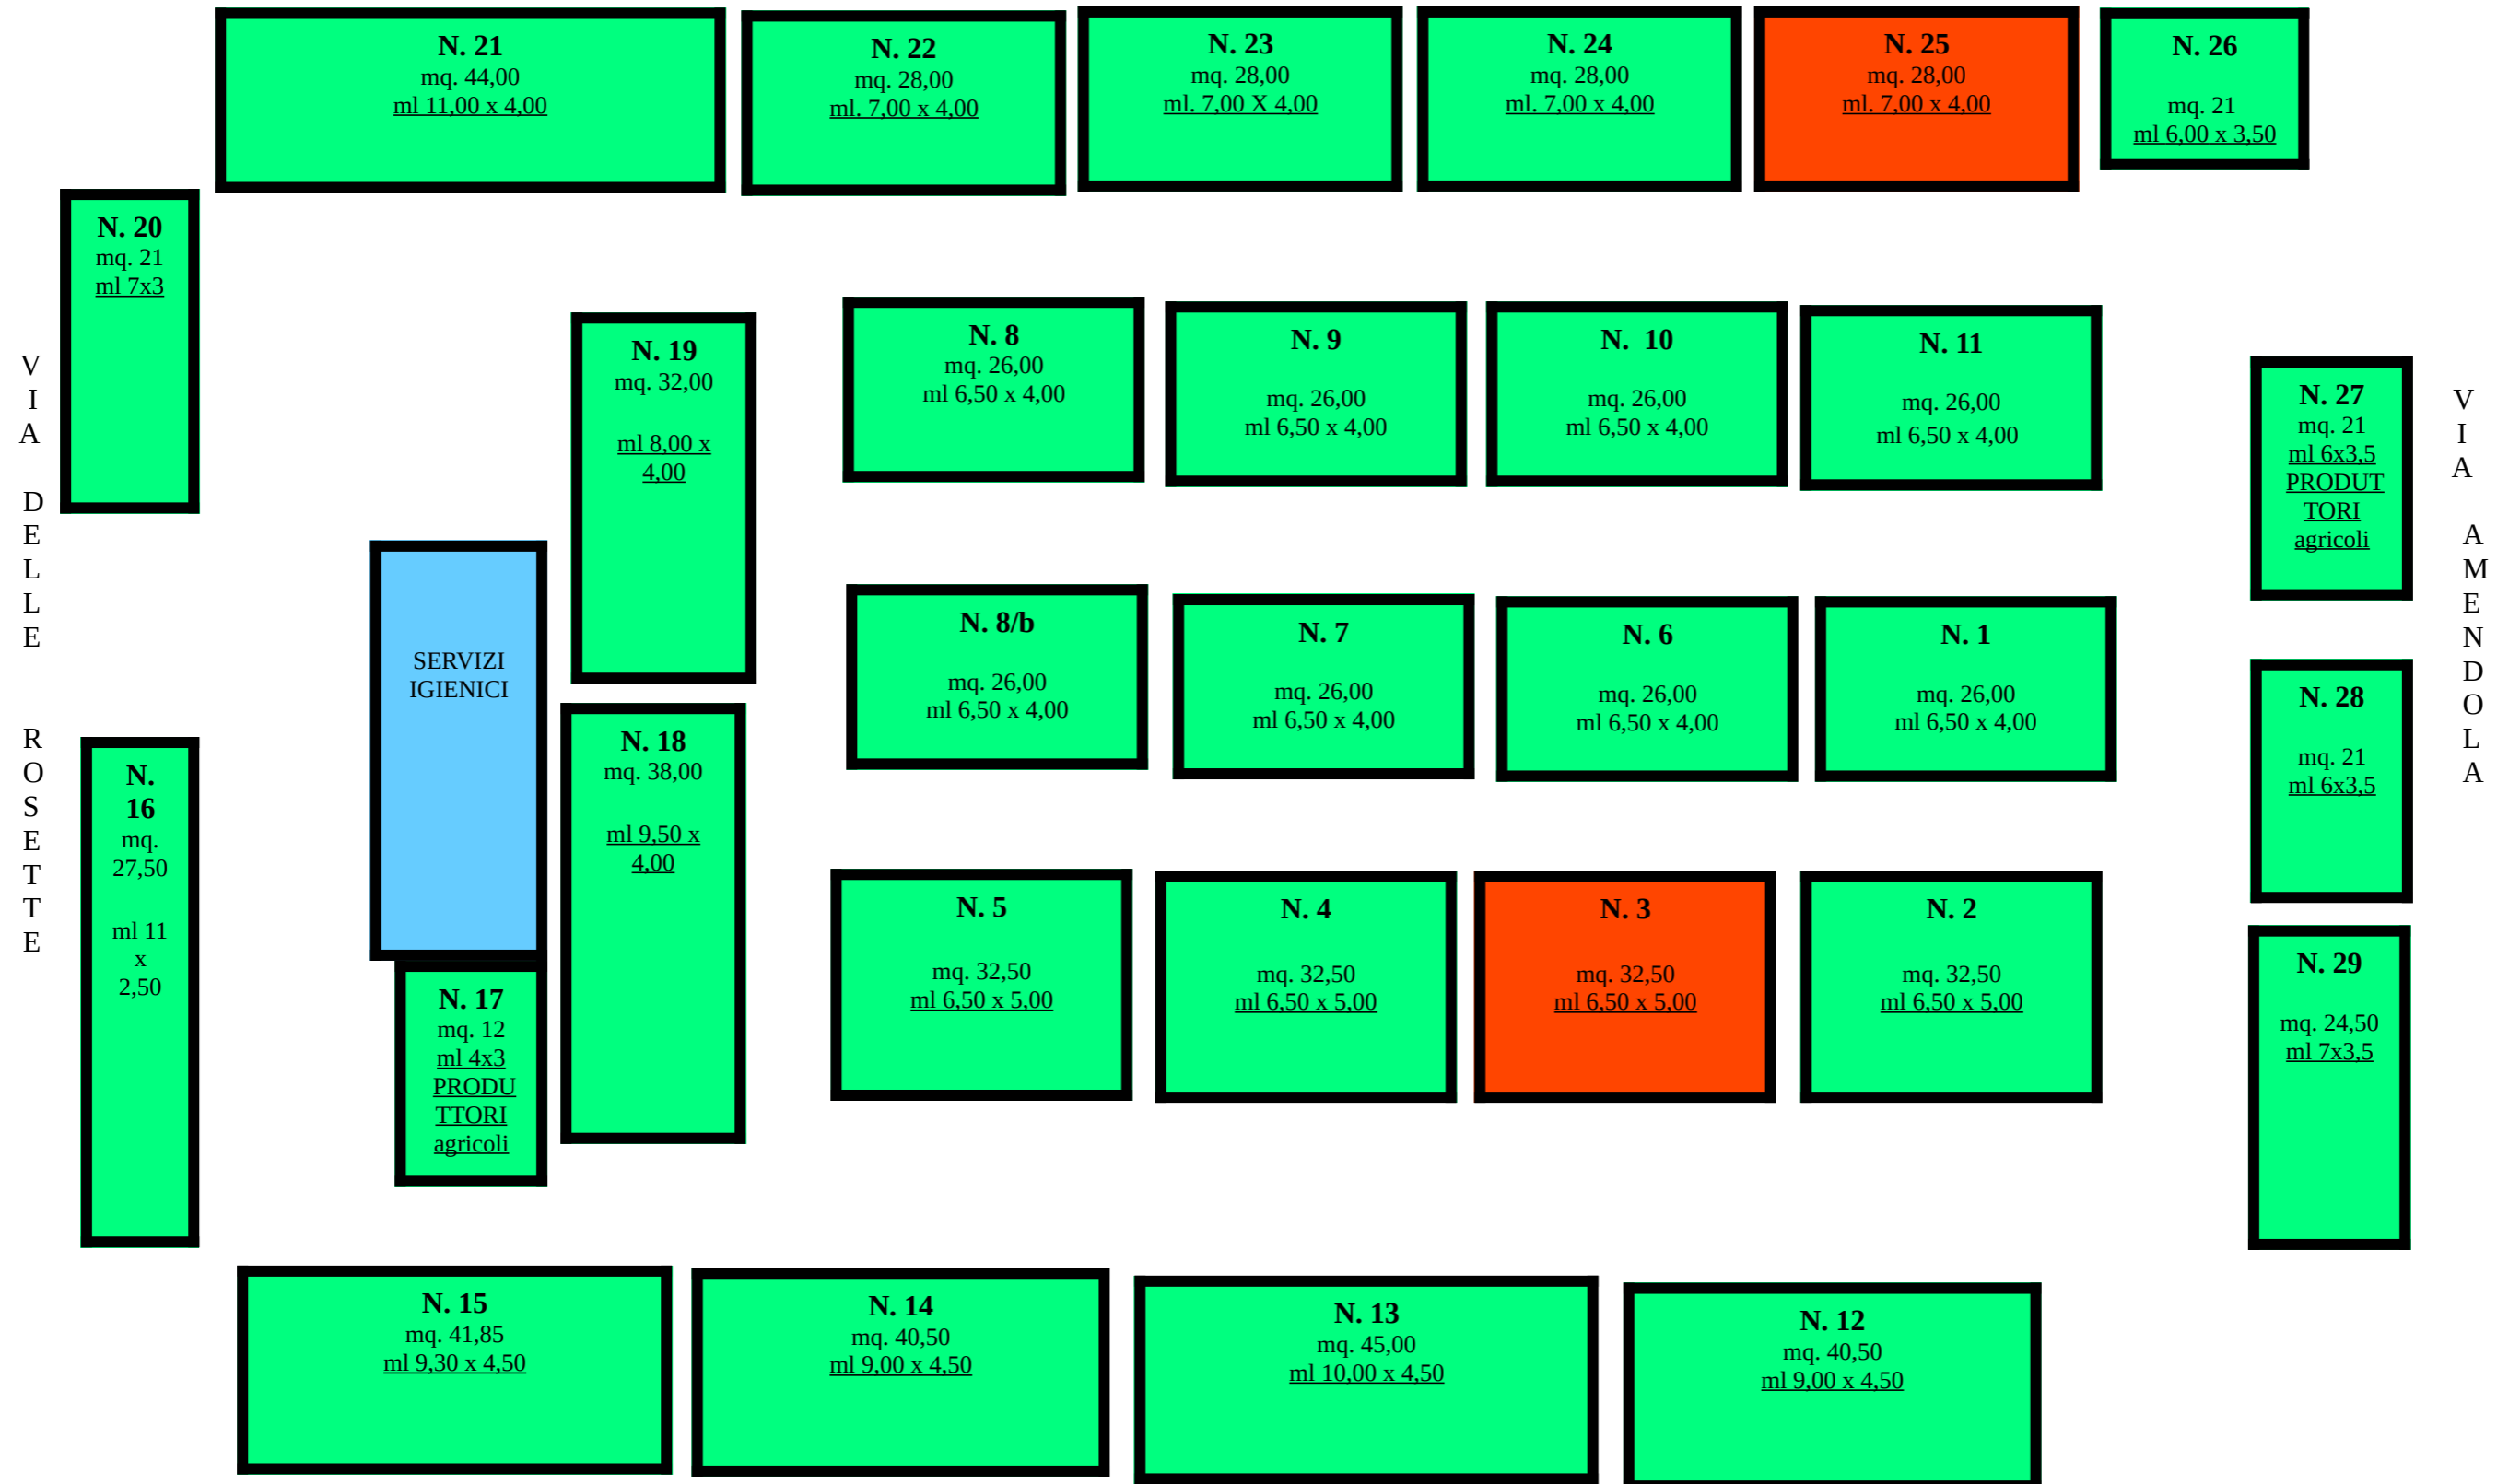 N. 21
mq. 44,00
ml 11,00 x 4,00
N. 22
mq. 28,00
ml. 7,00 x 4,00
N. 23
mq. 28,00
ml. 7,00 X 4,00
N. 24
mq. 28,00
ml. 7,00 x 4,00
N. 25
mq. 28,00
ml. 7,00 x 4,00
N. 26
mq. 21
ml 6,00 x 3,50
N. 20
mq. 21
ml 7x3
VIA DELLE ROSETTE
N. 19
mq. 32,00
ml 8,00 x
4,00
N. 8
mq. 26,00
ml 6,50 x 4,00
N. 9
mq. 26,00
ml 6,50 x 4,00
N. 10
mq. 26,00
ml 6,50 x 4,00
N. 11
mq. 26,00
ml 6,50 x 4,00
N. 27
mq. 21
ml 6x3,5
PRODUT
TORI
agricoli
VIA AMENDOLA
SERVIZI
IGIENICI
N. 8/b
mq. 26,00
ml 6,50 x 4,00
N. 7
mq. 26,00
ml 6,50 x 4,00
N. 6
mq. 26,00
ml 6,50 x 4,00
N. 1
mq. 26,00
ml 6,50 x 4,00
N. 28
mq. 21
ml 6x3,5
N.
16
mq.
27,50
ml 11
x
2,50
N. 18
mq. 38,00
ml 9,50 x
4,00
N. 17
mq. 12
ml 4x3
PRODU
TTORI
agricoli
N. 5
mq. 32,50
ml 6,50 x 5,00
N. 4
mq. 32,50
ml 6,50 x 5,00
N. 3
mq. 32,50
ml 6,50 x 5,00
N. 2
mq. 32,50
ml 6,50 x 5,00
N. 29
mq. 24,50
ml 7x3,5
N. 15
mq. 41,85
ml 9,30 x 4,50
N. 14
mq. 40,50
ml 9,00 x 4,50
N. 13
mq. 45,00
ml 10,00 x 4,50
N. 12
mq. 40,50
ml 9,00 x 4,50